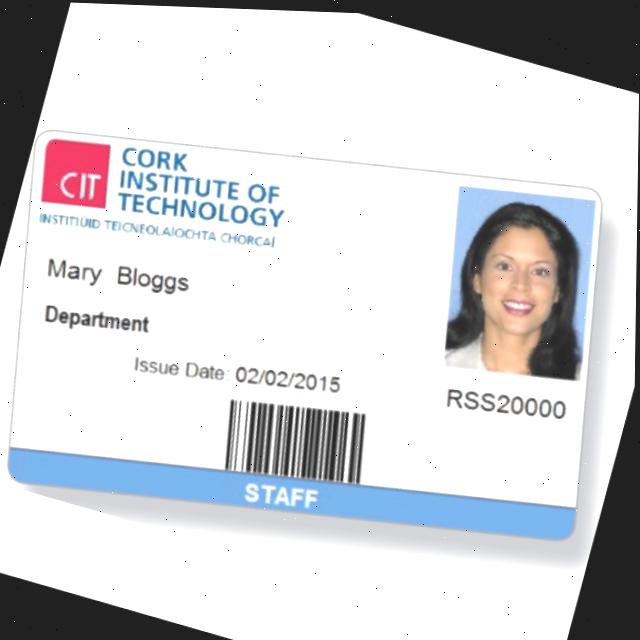 CIT
CORK
INSTITUTE OF
TECHNOLOGY
INSTITIÚID TEICNEOLAÍOCHTA CHORCAÍ
Mary Bloggs
Department
Issue Date: 02/02/2015
RSS20000
STAFF